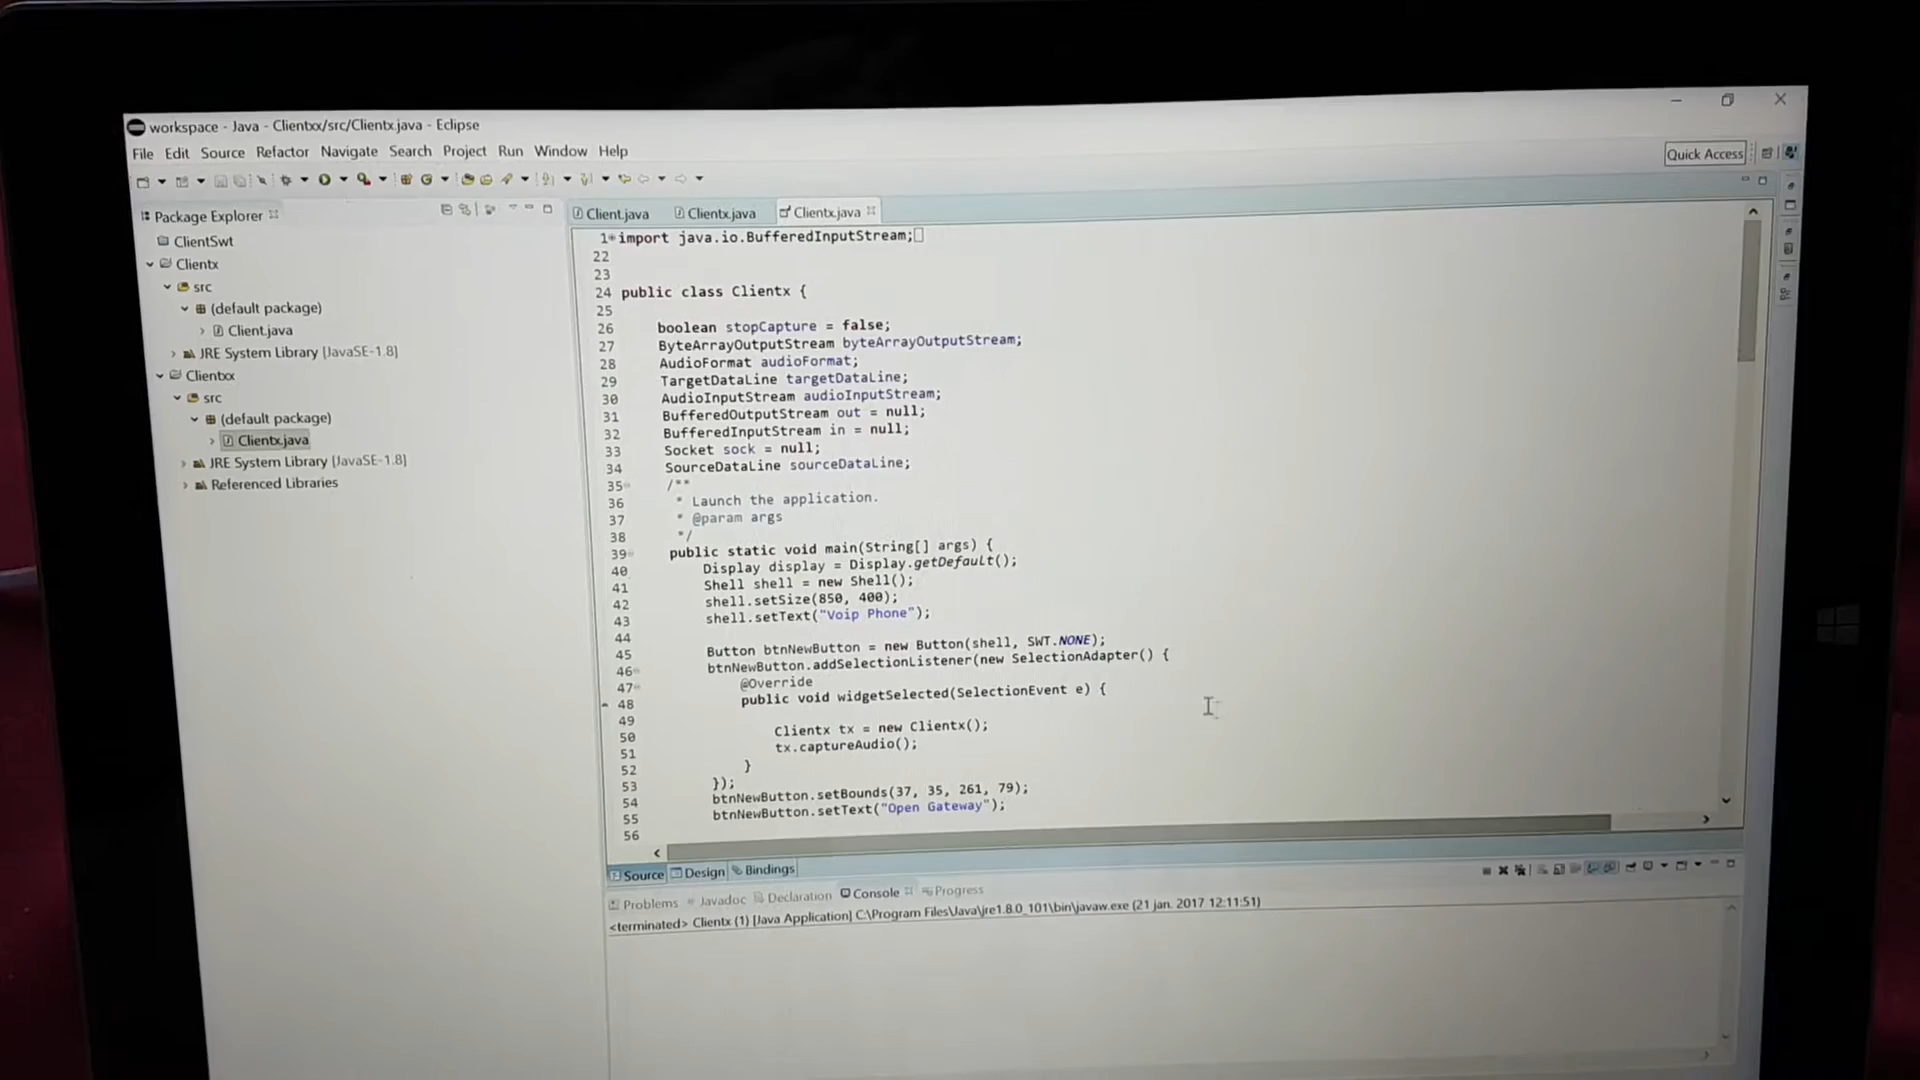 workspace - Java - Clientxx/src/Clientx.java - Eclipse
File Edit Source Refactor Navigate Search Project Run Window Help
Quick Access
Package Explorer
ClientSwt
Clientx
src
(default package)
Client.java
JRE System Library [JavaSE-1.8]
Clientxx
src
(default package)
Clientx.java
JRE System Library [JavaSE-1.8]
Referenced Libraries
Client.java Clientx.java Clientx.java
1 import java.io.BufferedInputStream;
22
23
24 public class Clientx {
25
26 boolean stopCapture = false;
27 ByteArrayOutputStream byteArrayOutputStream;
28 AudioFormat audioFormat;
29 TargetDataLine targetDataLine;
30 AudioInputStream audioInputStream;
31 BufferedOutputStream out = null;
32 BufferedInputStream in = null;
33 Socket sock = null;
34 SourceDataLine sourceDataLine;
35 /**
36 * Launch the application.
37 * @param args
38 */
39 public static void main(String[] args) {
40 Display display = Display.getDefault();
41 Shell shell = new Shell();
42 shell.setSize(850, 400);
43 shell.setText("Voip Phone");
44
45 Button btnNewButton = new Button(shell, SWT.NONE);
46 btnNewButton.addSelectionListener(new SelectionAdapter() {
47 @Override
48 public void widgetSelected(SelectionEvent e) {
49
50 Clientx tx = new Clientx();
51 tx.captureAudio();
52 }
53 });
54 btnNewButton.setBounds(37, 35, 261, 79);
55 btnNewButton.setText("Open Gateway");
56
Source Design Bindings
Problems Javadoc Declaration Console Progress
<terminated> Clientx (1) [Java Application] C:\Program Files\Java\jre1.8.0_101\bin\javaw.exe (21 jan. 2017 12:11:51)